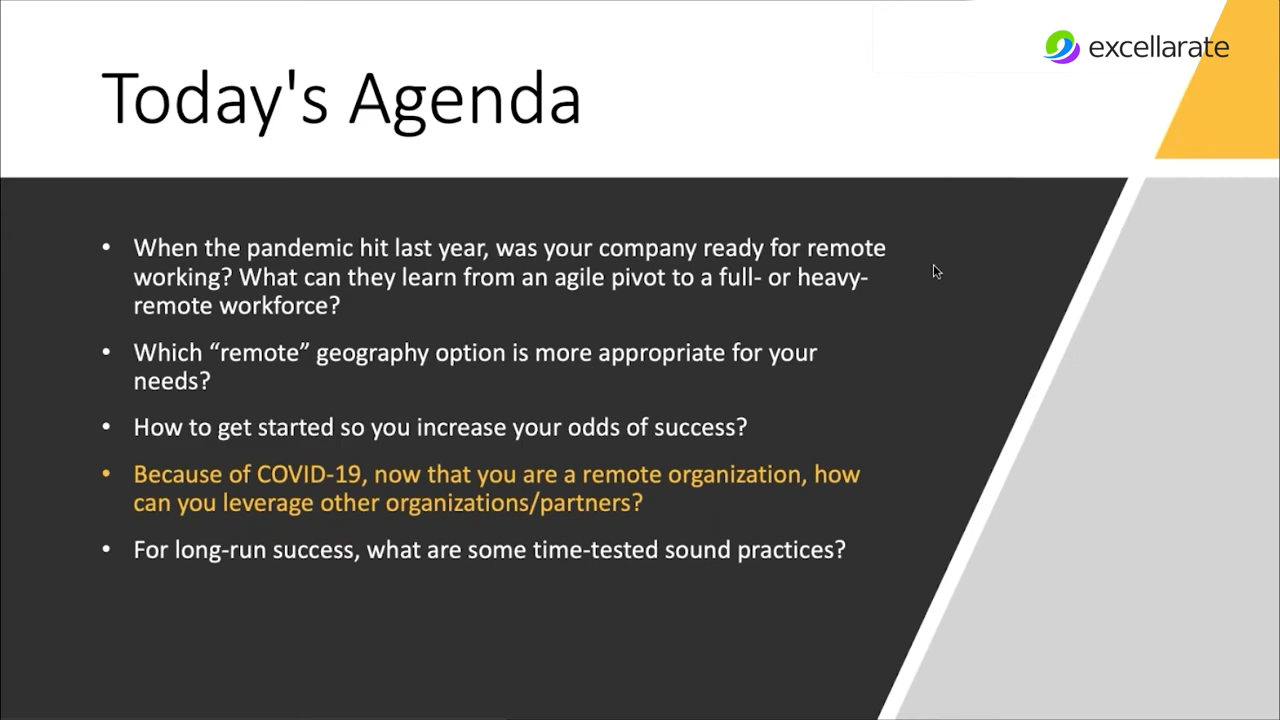 excellarate
Today's Agenda
• When the pandemic hit last year, was your company ready for remote
working? What can they learn from an agile pivot to a full- or heavy-
remote workforce?
• Which “remote” geography option is more appropriate for your
needs?
• How to get started so you increase your odds of success?
• Because of COVID-19, now that you are a remote organization, how
can you leverage other organizations/partners?
• For long-run success, what are some time-tested sound practices?